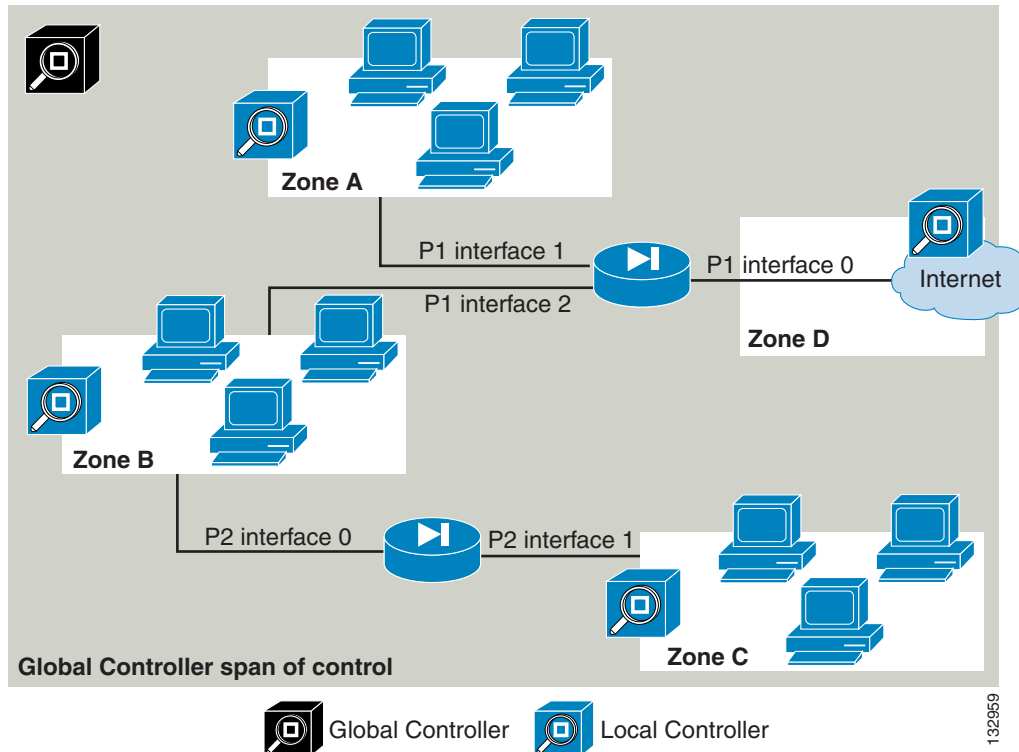 Zone A
P1 interface 1
P1 interface 0
Internet
P1 interface 2
Zone D
Zone B
P2 interface 0
P2 interface 1
Zone C
Global Controller span of control
132959
Global Controller
Local Controller